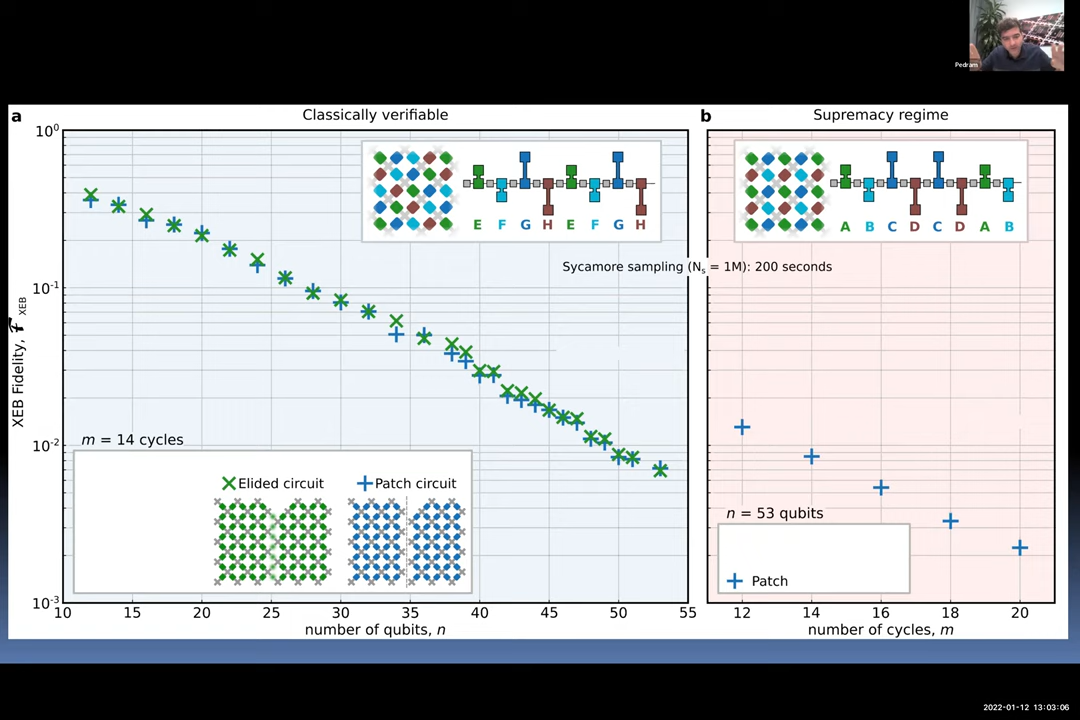 Pedram
a
Classically verifiable
b
Supremacy regime
10⁰
10⁻¹
10⁻²
10⁻³
XEB Fidelity, ℱ_XEB
E F G H E F G H
A B C D C D A B
Sycamore sampling (Nₛ = 1M): 200 seconds
m = 14 cycles
Elided circuit
Patch circuit
n = 53 qubits
Patch
10 15 20 25 30 35 40 45 50 55
12 14 16 18 20
number of qubits, n
number of cycles, m
2022-01-12 13:03:06